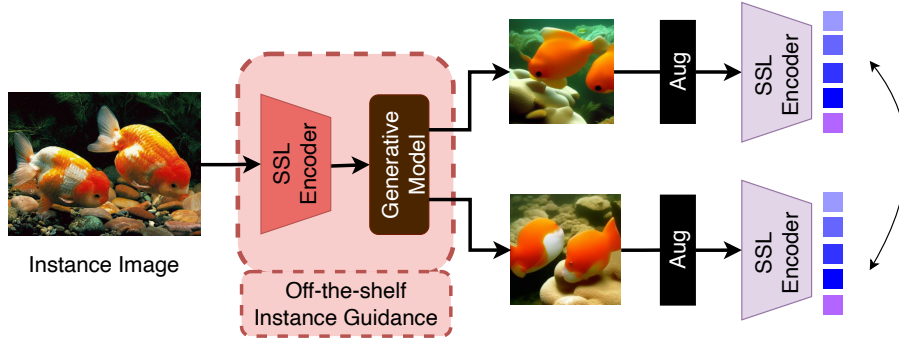 Instance Image
SSL
Encoder
Generative
Model
Off-the-shelf
Instance Guidance
Aug
SSL
Encoder
Aug
SSL
Encoder